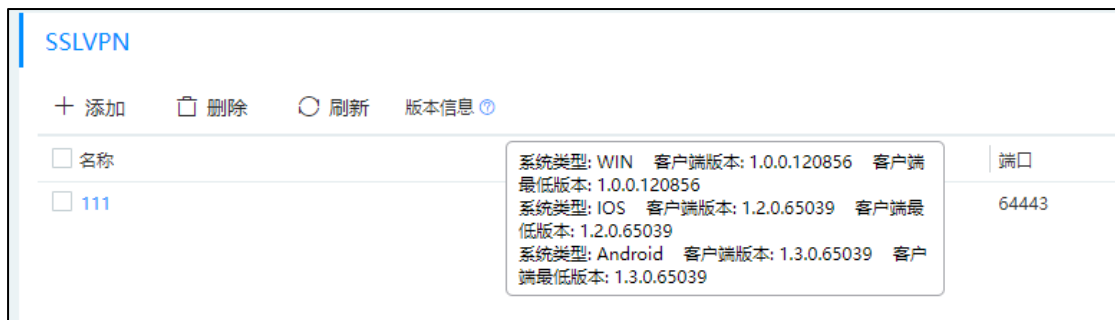 SSLVPN
添加 删除 刷新 版本信息
名称 端口
系统类型: WIN 客户端版本: 1.0.0.120856 客户端
最低版本: 1.0.0.120856
系统类型: IOS 客户端版本: 1.2.0.65039 客户端最
低版本: 1.2.0.65039
系统类型: Android 客户端版本: 1.3.0.65039 客户
端最低版本: 1.3.0.65039
111 64443